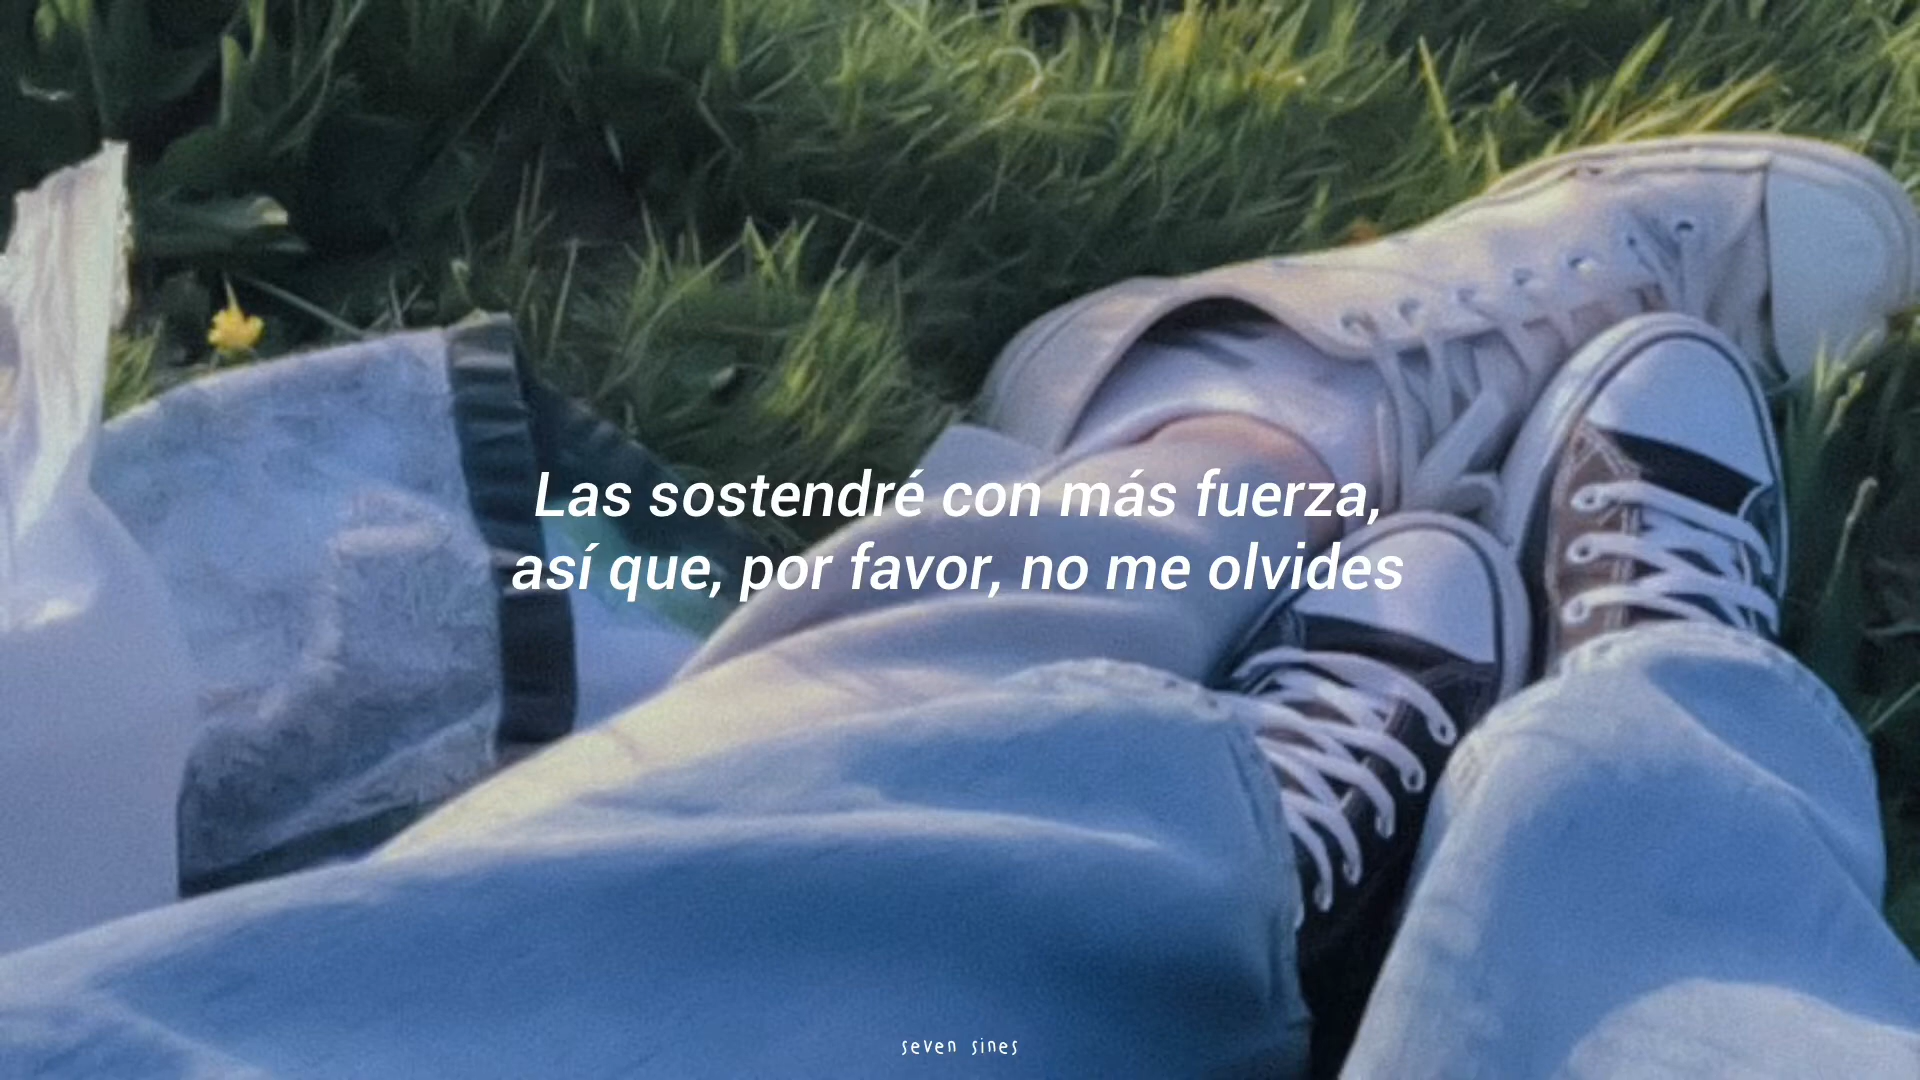 Las sostendré con más fuerza,
así que, por favor, no me olvides
seven sines